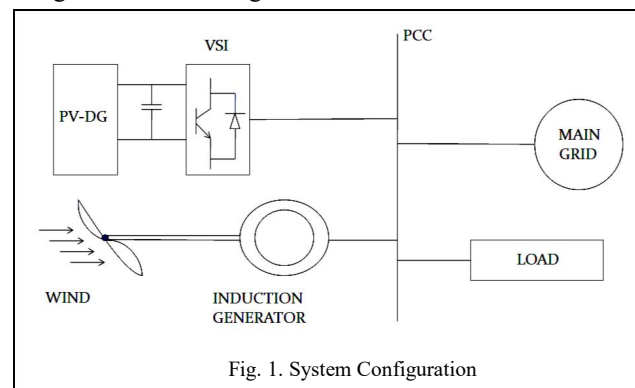 VSI
PCC
PV-DG
MAIN
GRID
WIND
INDUCTION
GENERATOR
LOAD
Fig. 1. System Configuration